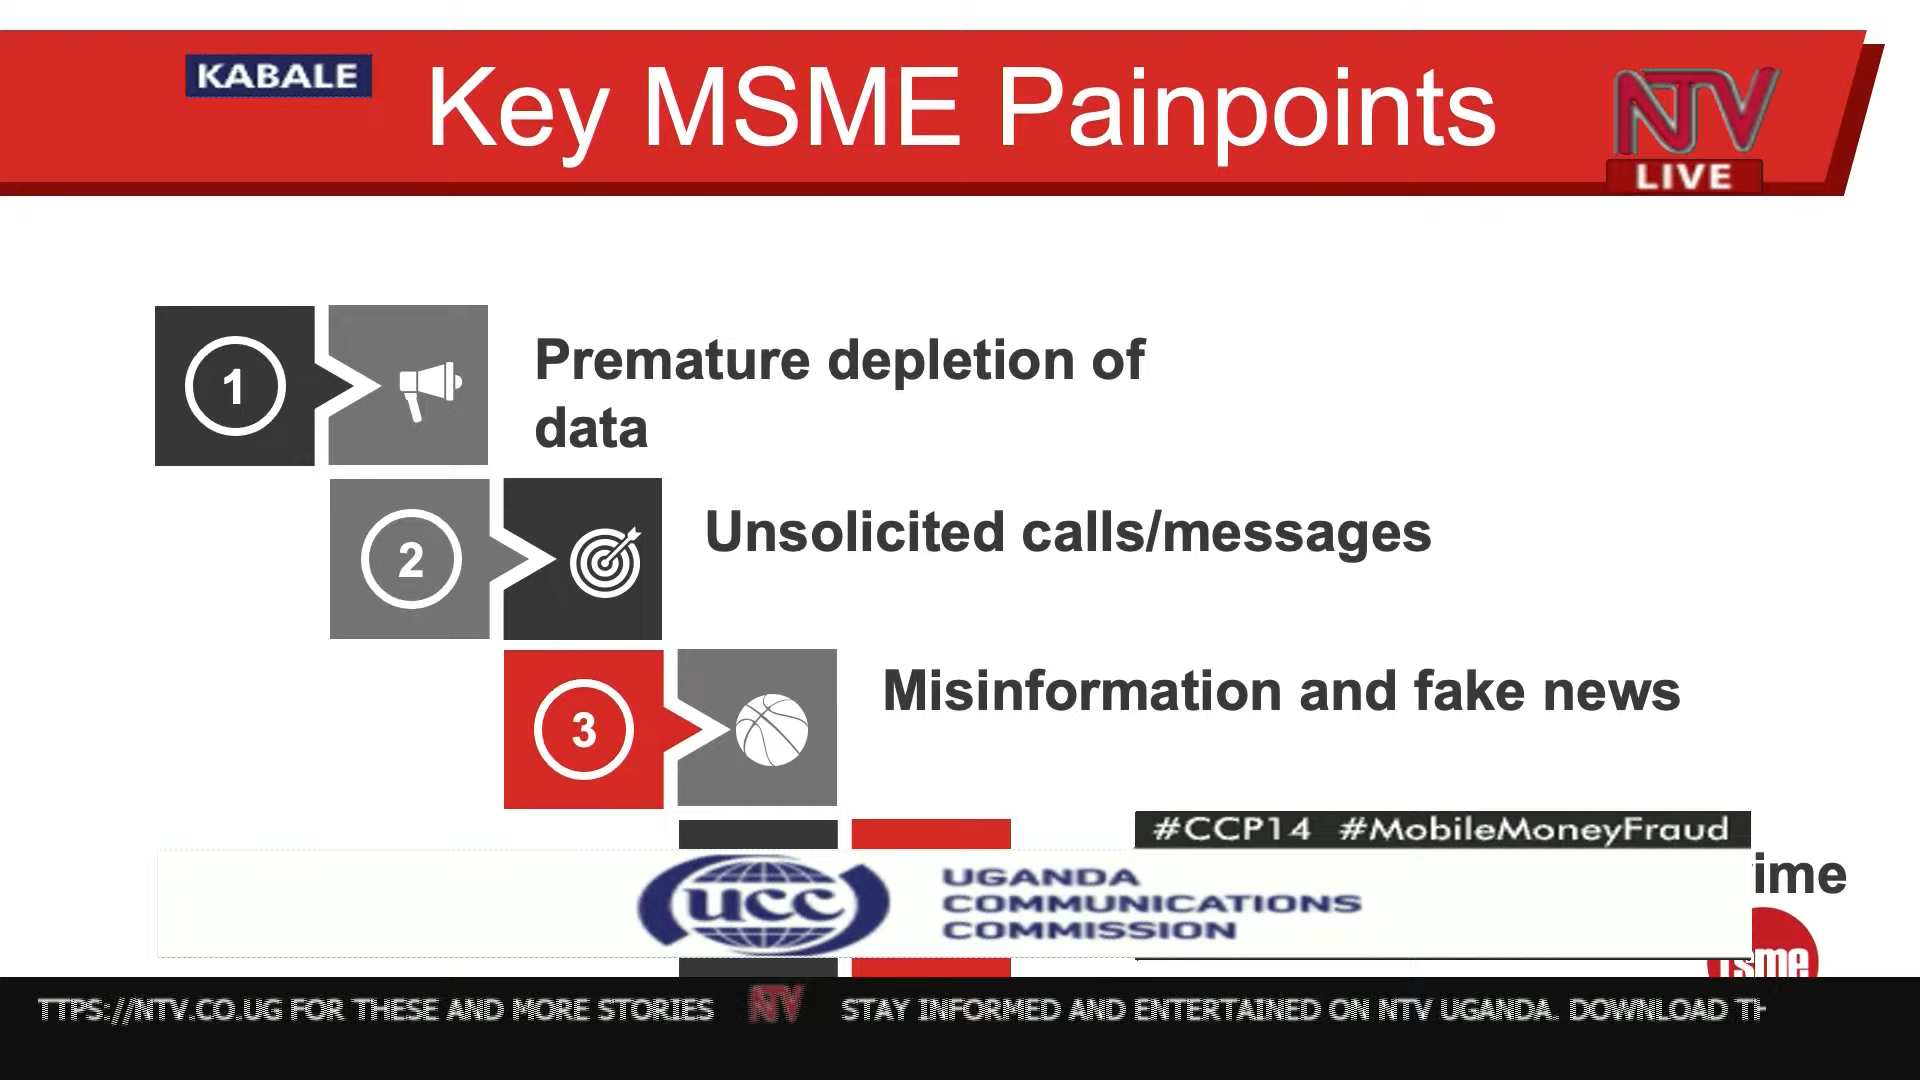 KABALE
Key MSME Painpoints
NTV
LIVE
1
Premature depletion of
data
2
Unsolicited calls/messages
3
Misinformation and fake news
#CCP14 #MobileMoneyFraud
ime
ucc
UGANDA
COMMUNICATIONS
COMMISSION
sme
TTPS://NTV.CO.UG FOR THESE AND MORE STORIES NTV STAY INFORMED AND ENTERTAINED ON NTV UGANDA. DOWNLOAD TH